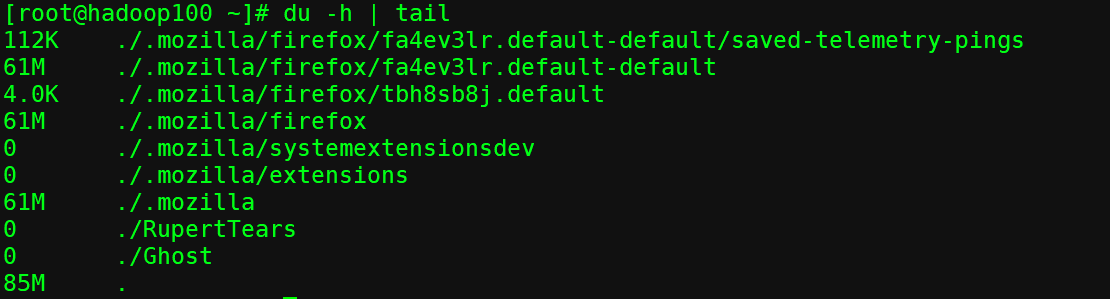 [root@hadoop100 ~]# du -h | tail
112K    ./.mozilla/firefox/fa4ev3lr.default-default/saved-telemetry-pings
61M     ./.mozilla/firefox/fa4ev3lr.default-default
4.0K    ./.mozilla/firefox/tbh8sb8j.default
61M     ./.mozilla/firefox
0       ./.mozilla/systemextensionsdev
0       ./.mozilla/extensions
61M     ./.mozilla
0       ./RupertTears
0       ./Ghost
85M     .